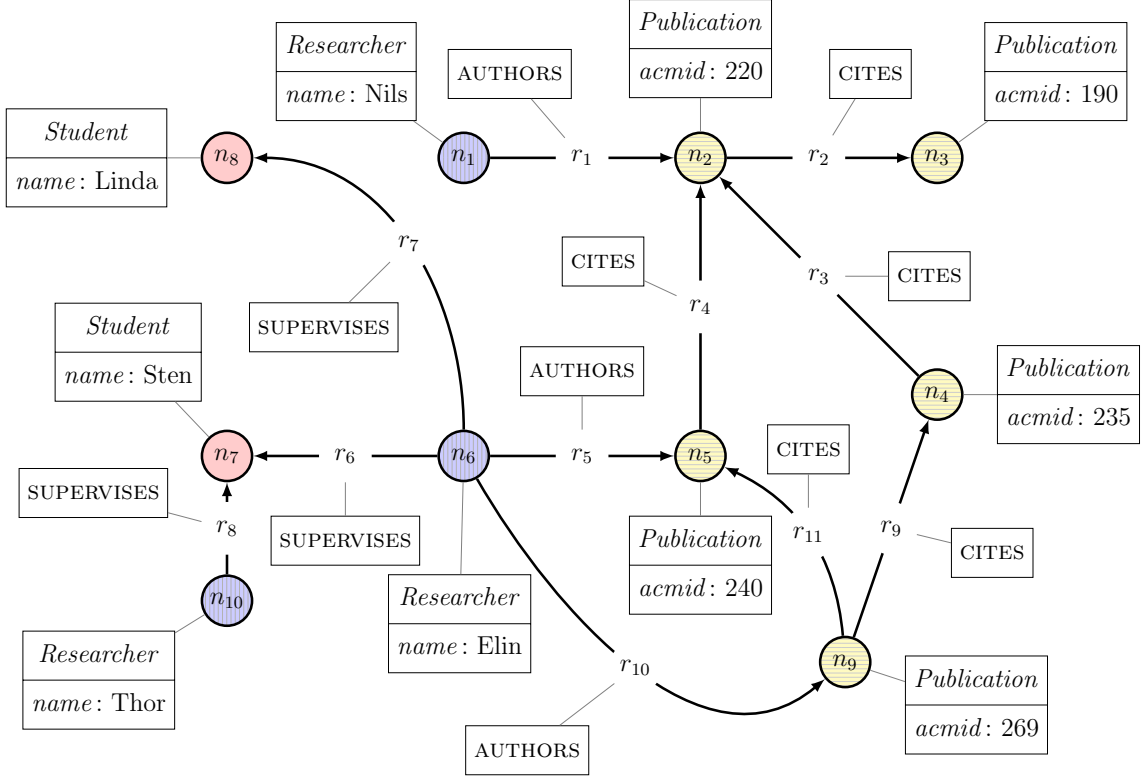 Publication
Researcher
Publication
AUTHORS
CITES
acmid: 220
name: Nils
acmid: 190
Student
n8
n1
r1
n2
r2
n3
name: Linda
r7
CITES
r3
CITES
r4
SUPERVISES
Student
name: Sten
AUTHORS
Publication
n4
acmid: 235
n7
r6
n6
r5
n5
CITES
SUPERVISES
r8
SUPERVISES
Publication
acmid: 240
r11
r9
CITES
n10
Researcher
name: Elin
Researcher
name: Thor
r10
n9
Publication
acmid: 269
AUTHORS